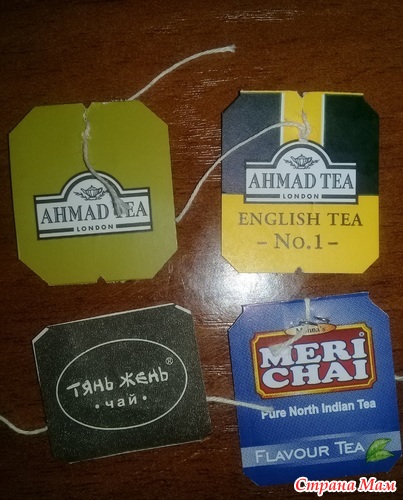 AHMAD TEA
LONDON
AHMAD TEA
LONDON
ENGLISH TEA
- No.1 -
ТЯНЬ ЖЕНЬ ®
• чай •
Manna's
MERI
CHAI
Pure North Indian Tea
FLAVOUR TEA
Страна Мам